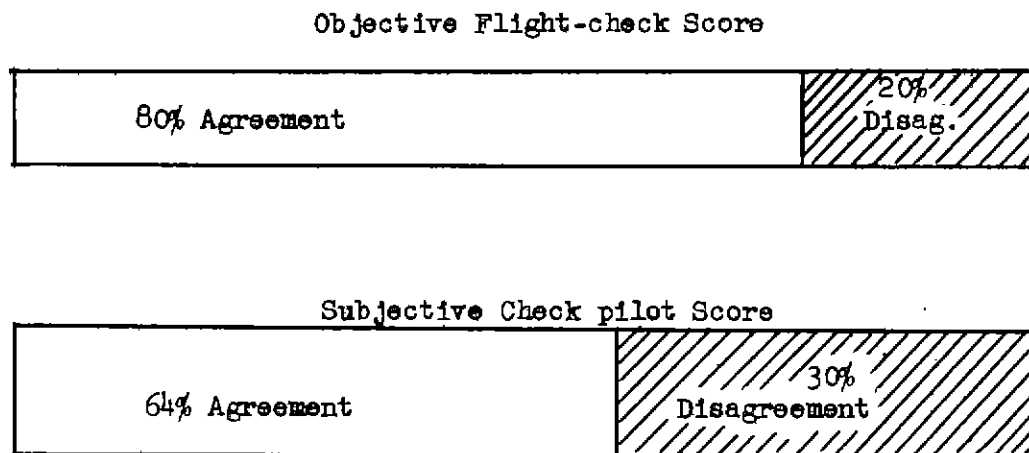 Objective Flight-check Score
20%
80% Agreement
Disag.
Subjective Check pilot Score
30%
64% Agreement
Disagreement